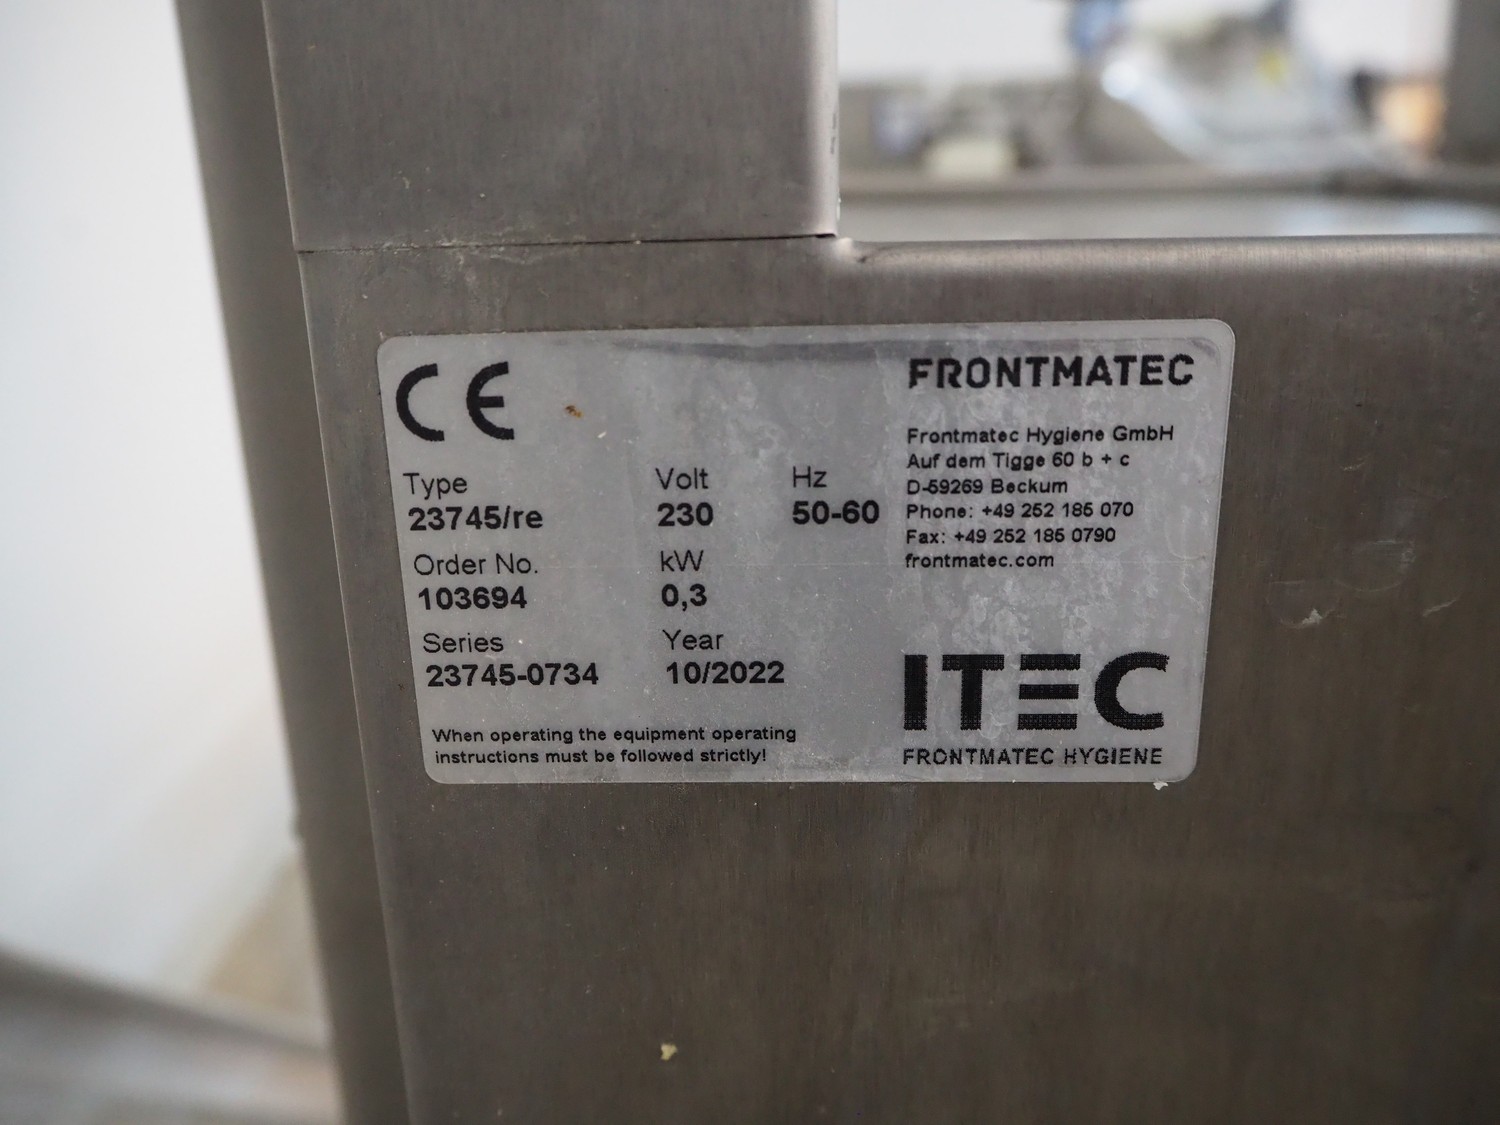 CE
Type Volt Hz
23745/re 230 50-60
Order No. kW
103694 0,3
Series Year
23745-0734 10/2022
When operating the equipment operating
instructions must be followed strictly!
FRONTMATEC
Frontmatec Hygiene GmbH
Auf dem Tigge 60 b + c
D-59269 Beckum
Phone: +49 252 185 070
Fax: +49 252 185 0790
frontmatec.com
ITEC
FRONTMATEC HYGIENE